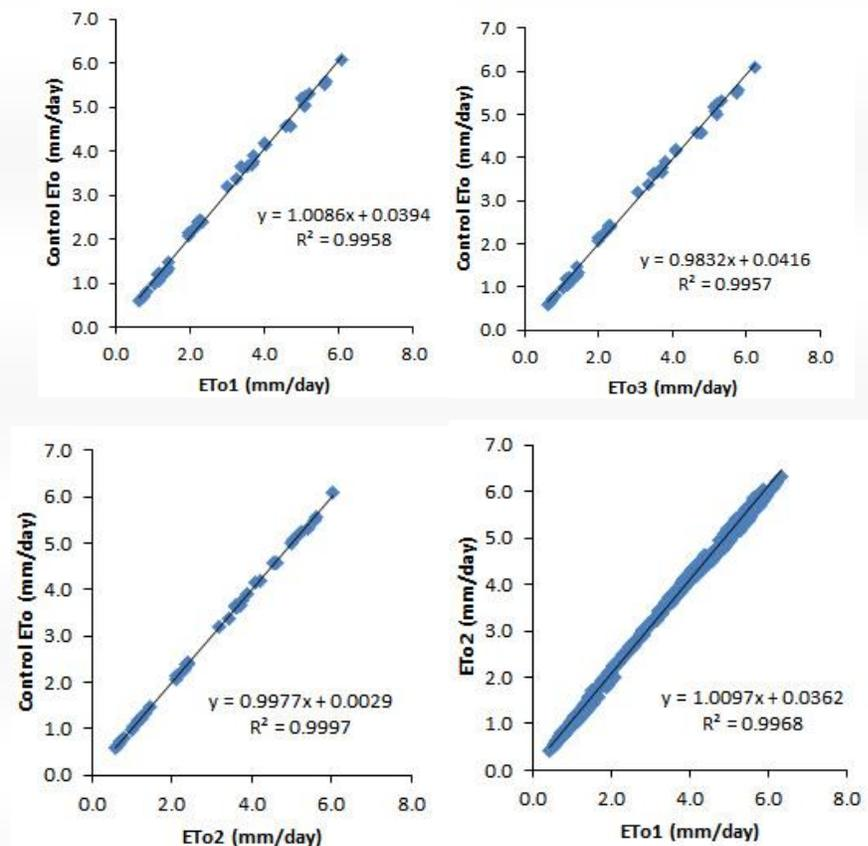 7.0
6.0
5.0
4.0
3.0
2.0
1.0
0.0
Control ETo (mm/day)
y = 1.0086x + 0.0394
R² = 0.9958
0.0 2.0 4.0 6.0 8.0
ETo1 (mm/day)
7.0
6.0
5.0
4.0
3.0
2.0
1.0
0.0
Control ETo (mm/day)
y = 0.9832x + 0.0416
R² = 0.9957
0.0 2.0 4.0 6.0 8.0
ETo3 (mm/day)
7.0
6.0
5.0
4.0
3.0
2.0
1.0
0.0
Control ETo (mm/day)
y = 0.9977x + 0.0029
R² = 0.9997
0.0 2.0 4.0 6.0 8.0
ETo2 (mm/day)
7.0
6.0
5.0
4.0
3.0
2.0
1.0
0.0
ETo2 (mm/day)
y = 1.0097x + 0.0362
R² = 0.9968
0.0 2.0 4.0 6.0 8.0
ETo1 (mm/day)